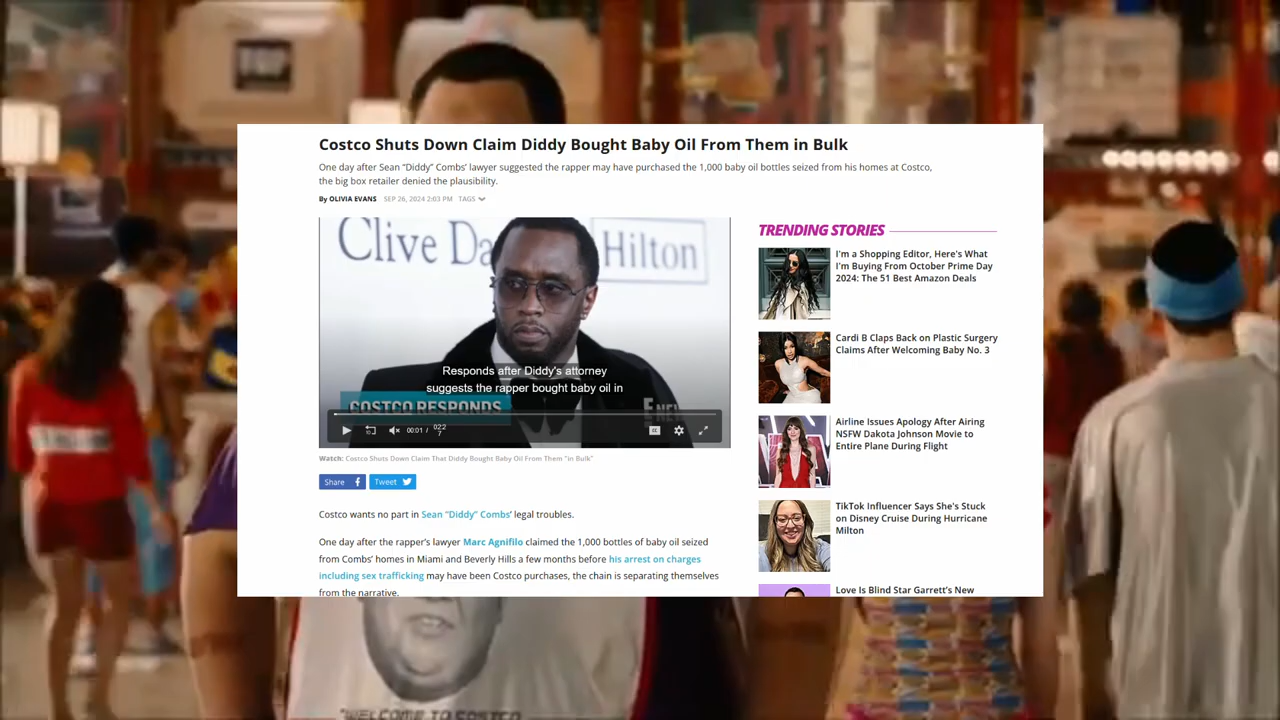 Costco Shuts Down Claim Diddy Bought Baby Oil From Them in Bulk
One day after Sean “Diddy” Combs’ lawyer suggested the rapper may have purchased the 1,000 baby oil bottles seized from his homes at Costco,
the big box retailer denied the plausibility.
By OLIVIA EVANS SEP 26, 2024 2:03 PM TAGS
Clive Da
Hilton
Responds after Diddy's attorney
suggests the rapper bought baby oil in
COSTCO RESPONDS
00:01 /
Watch: Costco Shuts Down Claim That Diddy Bought Baby Oil From Them "in Bulk"
Share
Tweet
Costco wants no part in Sean “Diddy” Combs’ legal troubles.
One day after the rapper’s lawyer Marc Agnifilo claimed the 1,000 bottles of baby oil seized
from Combs’ homes in Miami and Beverly Hills a few months before his arrest on charges
including sex trafficking may have been Costco purchases, the chain is separating themselves
from the narrative.
TRENDING STORIES
I'm a Shopping Editor, Here's What
I'm Buying From October Prime Day
2024: The 51 Best Amazon Deals
Cardi B Claps Back on Plastic Surgery
Claims After Welcoming Baby No. 3
Airline Issues Apology After Airing
NSFW Dakota Johnson Movie to
Entire Plane During Flight
TikTok Influencer Says She's Stuck
on Disney Cruise During Hurricane
Milton
Love Is Blind Star Garrett's New
"WELCOME TO COSTCO